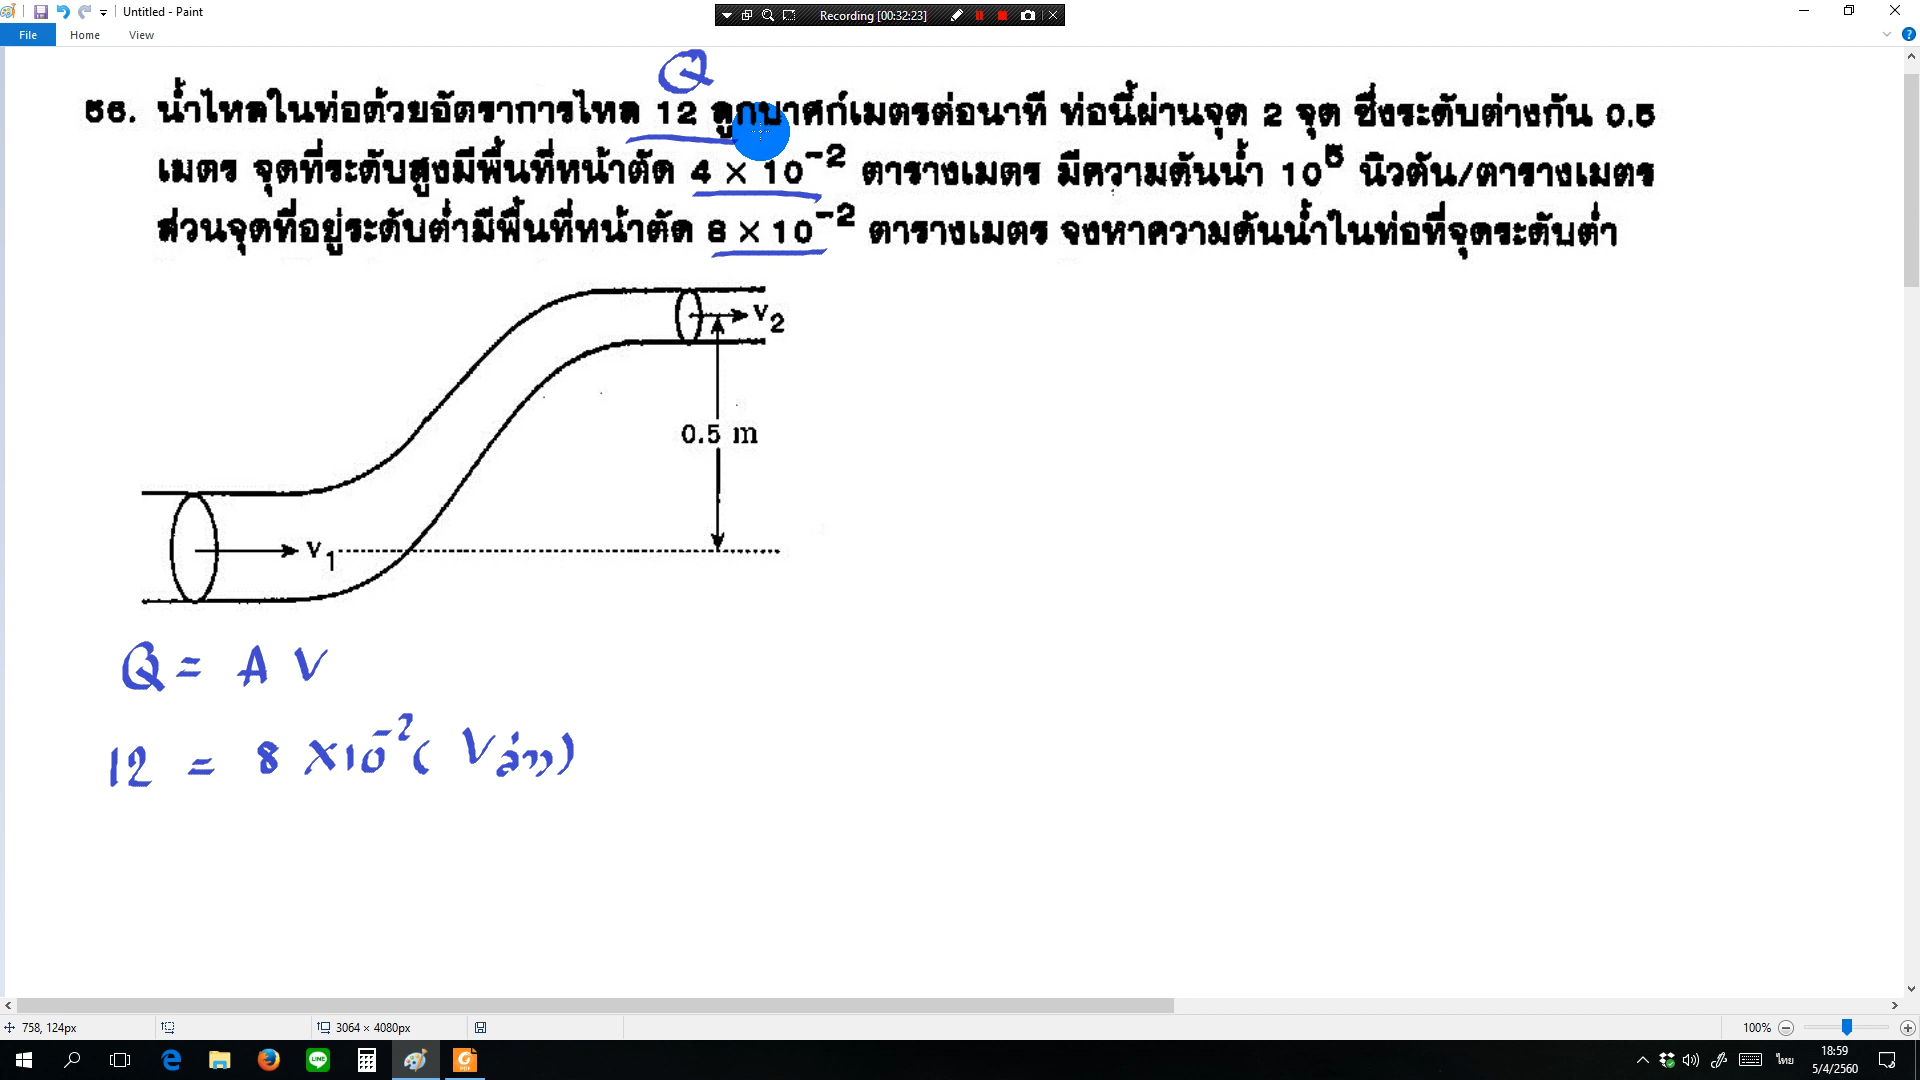 Untitled - Paint
Recording [00:32:23]
File Home View
Q
56. น้ำไหลในท่อด้วยอัตราการไหล 12 ลูกบาศก์เมตรต่อนาที ท่อนี้ผ่านจุด 2 จุด ซึ่งระดับต่างกัน 0.5
เมตร จุดที่ระดับสูงมีพื้นที่หน้าตัด 4 × 10⁻² ตารางเมตร มีความดันน้ำ 10⁵ นิวตัน/ตารางเมตร
ส่วนจุดที่อยู่ระดับต่ำมีพื้นที่หน้าตัด 8 × 10⁻² ตารางเมตร จงหาความดันน้ำในท่อที่จุดระดับต่ำ
v₂
0.5 m
v₁
Q = A V
12 = 8 ×10⁻² ( Vล่าง)
758, 124px
3064 × 4080px
100%
LINE
ไทย
18:59
5/4/2560